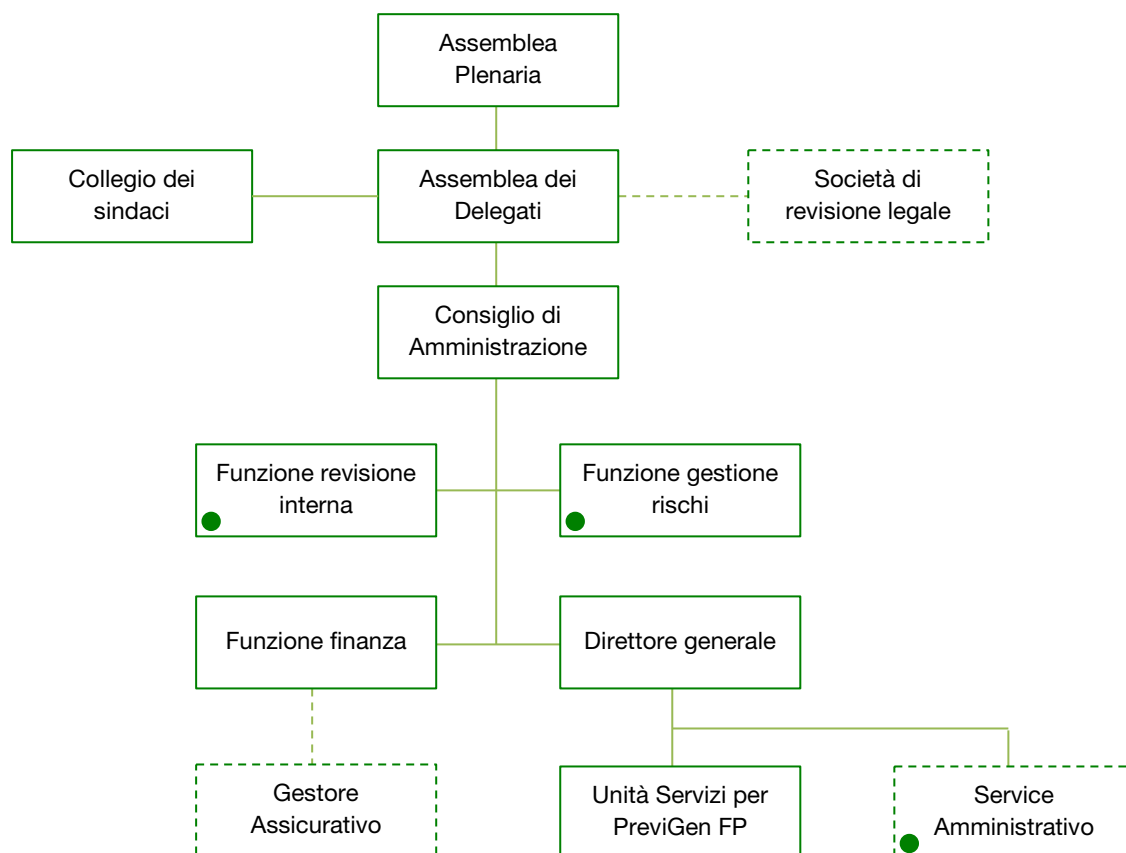 Assemblea
Plenaria
Collegio dei
sindaci
Assemblea dei
Delegati
Società di
revisione legale
Consiglio di
Amministrazione
Funzione revisione
interna
Funzione gestione
rischi
Funzione finanza
Direttore generale
Gestore
Assicurativo
Unità Servizi per
PreviGen FP
Service
Amministrativo